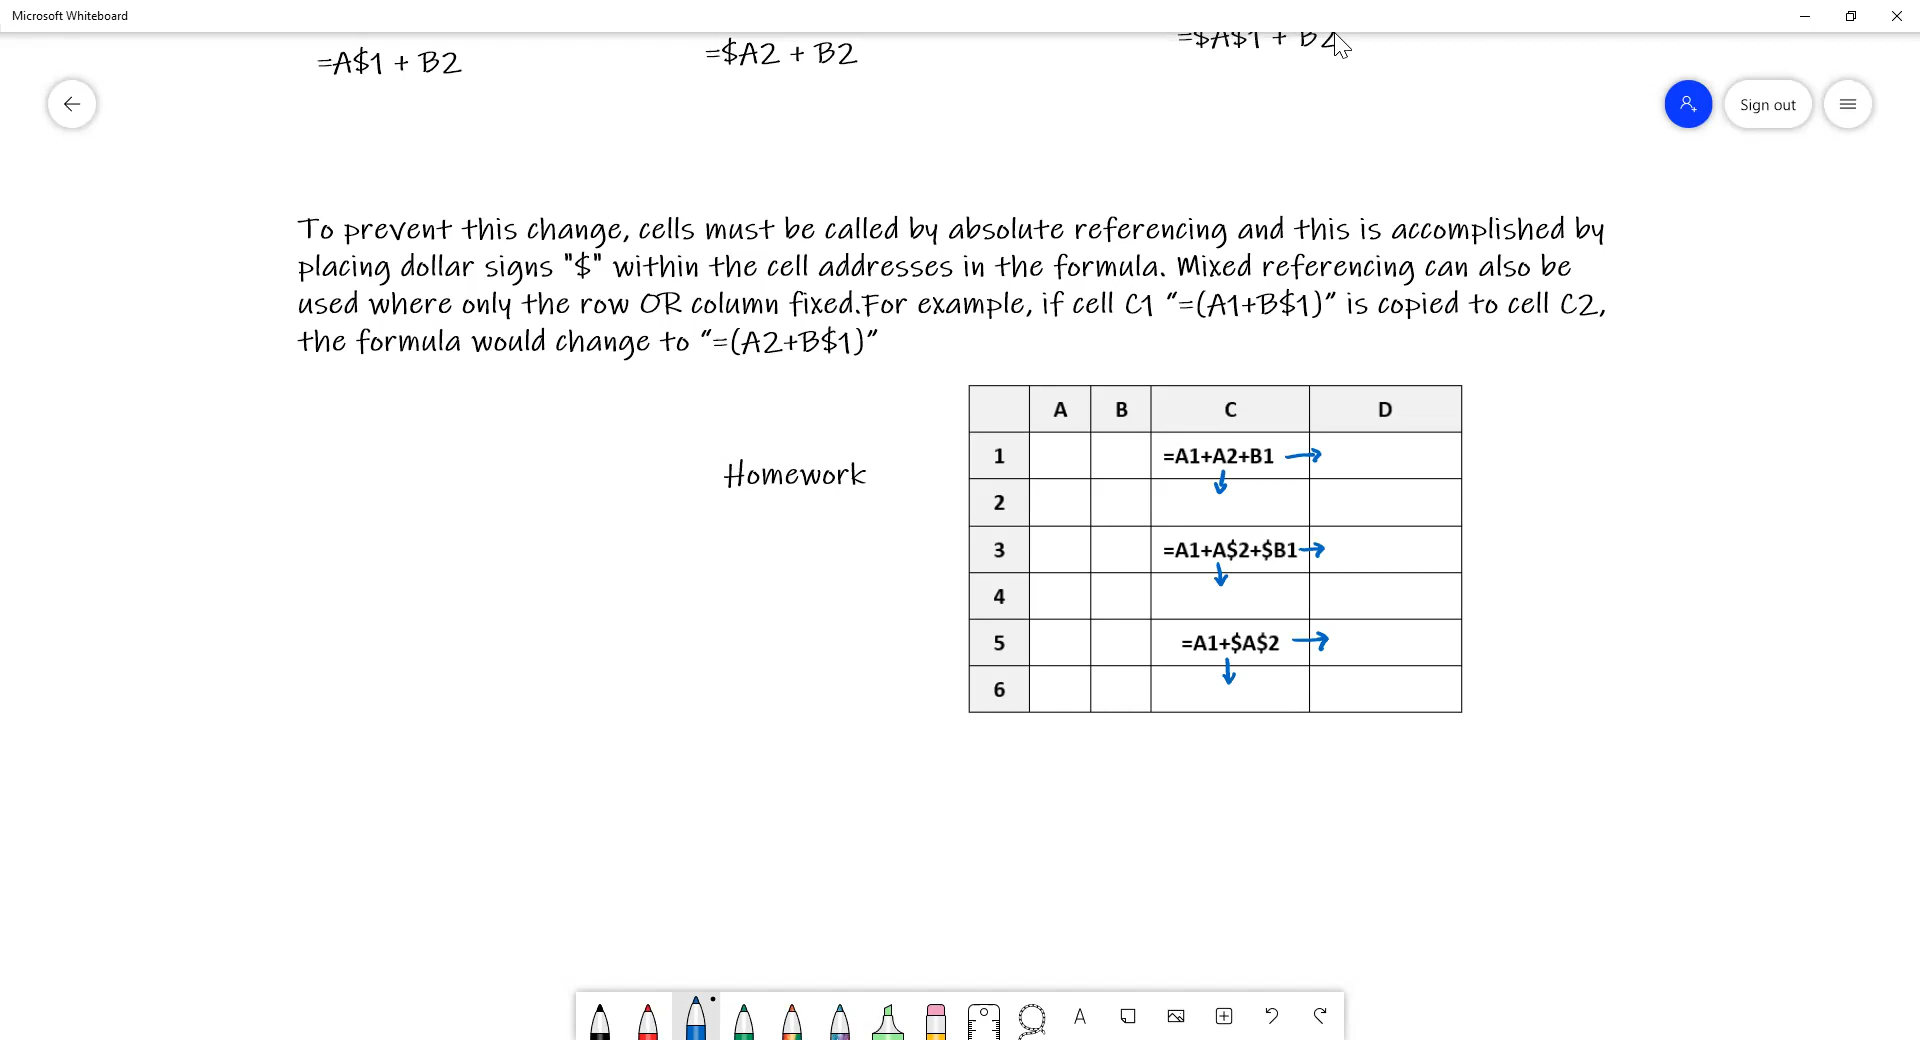 Microsoft Whiteboard
=A$1 + B2
=$A2 + B2
=$A$1 + B2
Sign out
To prevent this change, cells must be called by absolute referencing and this is accomplished by
placing dollar signs "$" within the cell addresses in the formula. Mixed referencing can also be
used where only the row OR column fixed.For example, if cell C1 “=(A1+B$1)” is copied to cell C2,
the formula would change to “=(A2+B$1)”
Homework
A B C D
1 =A1+A2+B1
2
3 =A1+A$2+$B1
4
5 =A1+$A$2
6